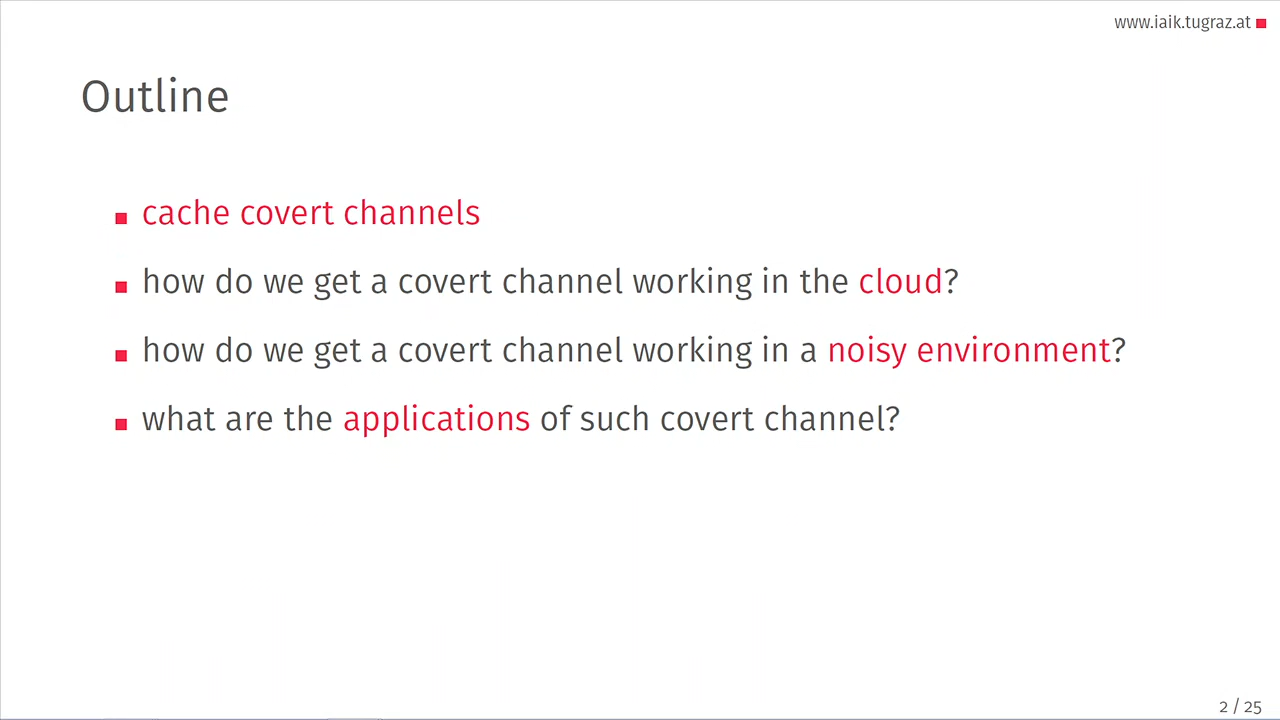 www.iaik.tugraz.at
Outline
cache covert channels
how do we get a covert channel working in the cloud?
how do we get a covert channel working in a noisy environment?
what are the applications of such covert channel?
2 / 25